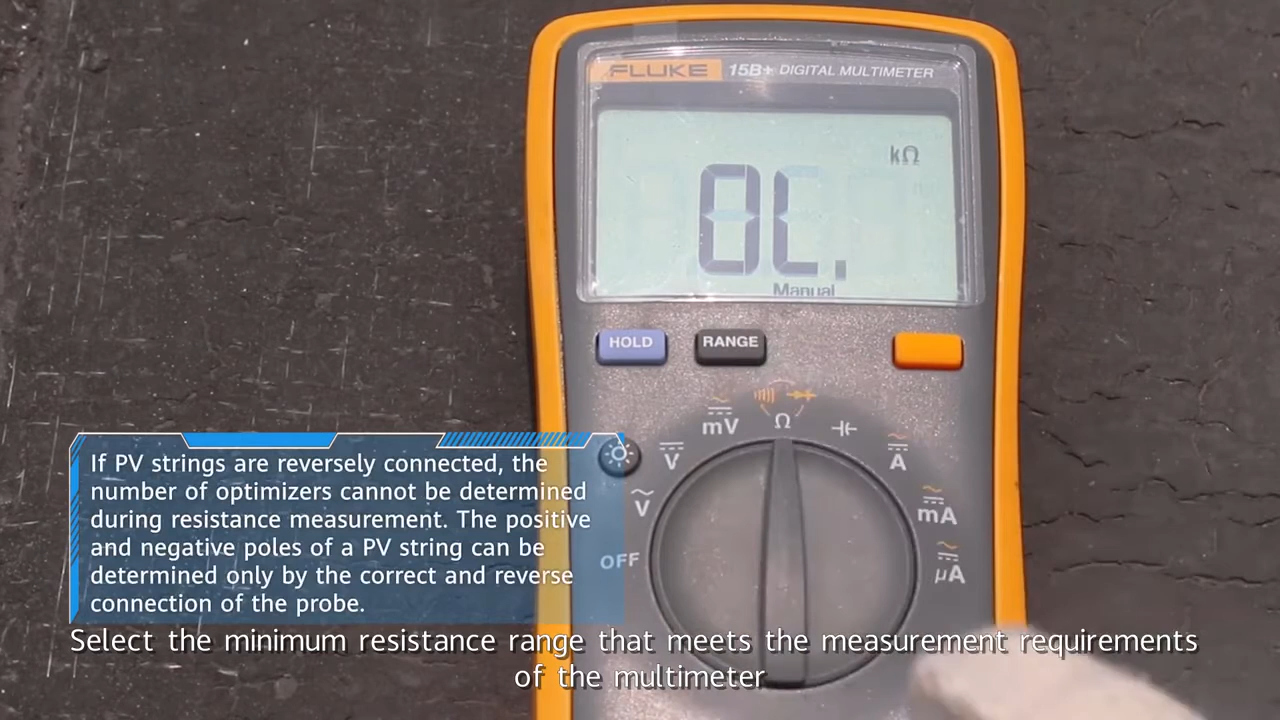 FLUKE 15B+ DIGITAL MULTIMETER
kΩ
0L.
Manual
HOLD
RANGE
mV
Ω
V
A
V
mA
OFF
µA
If PV strings are reversely connected, the
number of optimizers cannot be determined
during resistance measurement. The positive
and negative poles of a PV string can be
determined only by the correct and reverse
connection of the probe.
Select the minimum resistance range that meets the measurement requirements
of the multimeter